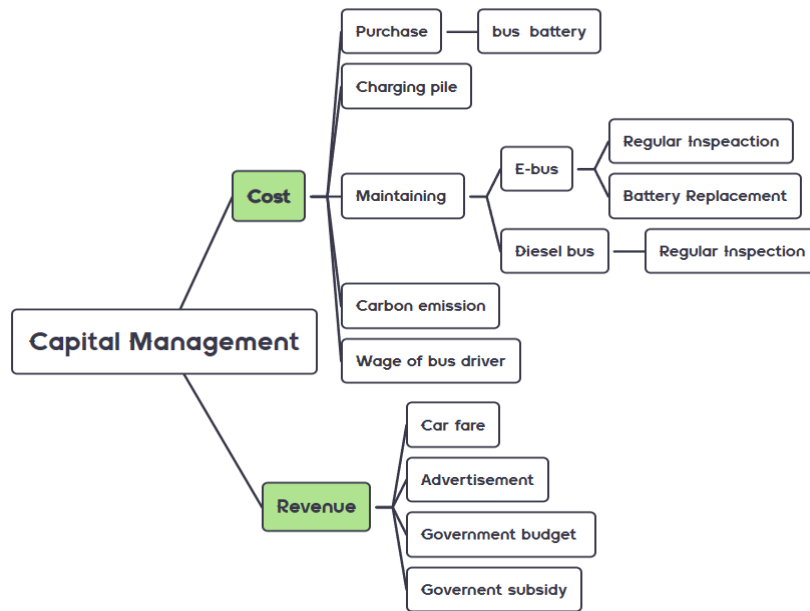 Purchase
bus battery
Charging pile
Regular Inspeaction
E-bus
Cost
Maintaining
Battery Replacement
Diesel bus
Regular Inspection
Carbon emission
Capital Management
Wage of bus driver
Car fare
Advertisement
Revenue
Government budget
Governent subsidy